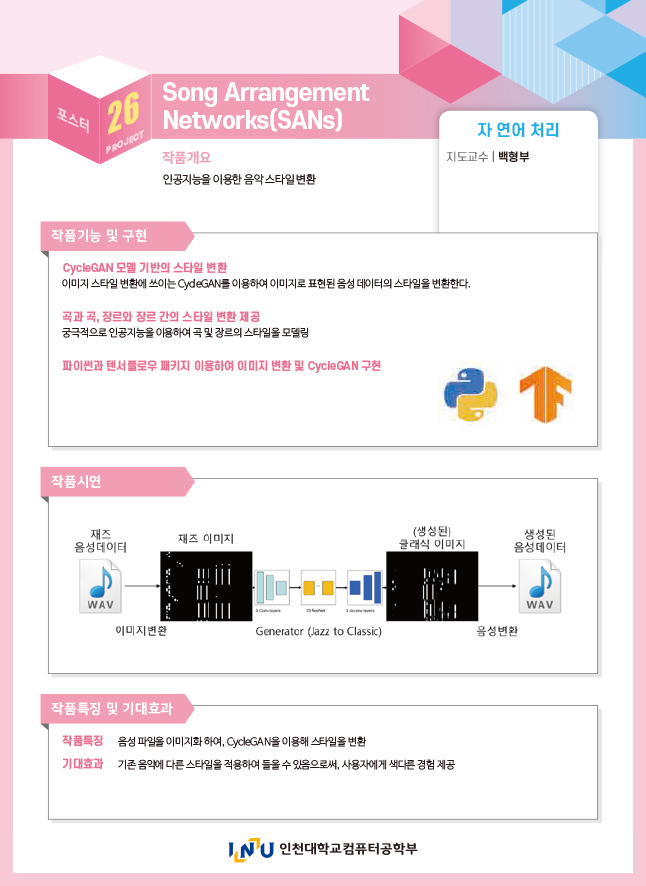 포스터
26
PROJECT
Song Arrangement
Networks(SANs)
작품개요
인공지능을 이용한 음악 스타일 변환
자 연어 처리
지도교수 | 백형부
작품기능 및 구현
CycleGAN 모델 기반의 스타일 변환
이미지 스타일 변환에 쓰이는 CycleGAN를 이용하여 이미지로 표현된 음성 데이터의 스타일을 변환한다.
곡과 곡, 장르와 장르 간의 스타일 변환 제공
궁극적으로 인공지능을 이용하여 곡 및 장르의 스타일을 모델링
파이썬과 텐서플로우 패키지 이용하여 이미지 변환 및 CycleGAN 구현
작품시연
재즈
음성데이터
재즈 이미지
(생성된)
클래식 이미지
생성된
음성데이터
WAV
3 Conv layers
10 ResNet
3 deconv layers
WAV
이미지변환
Generator (Jazz to Classic)
음성변환
작품특징 및 기대효과
작품특징 음성 파일을 이미지화 하여, CycleGAN을 이용해 스타일을 변환
기대효과 기존 음악에 다른 스타일을 적용하여 들을 수 있음으로써, 사용자에게 색다른 경험 제공
INU 인천대학교컴퓨터공학부